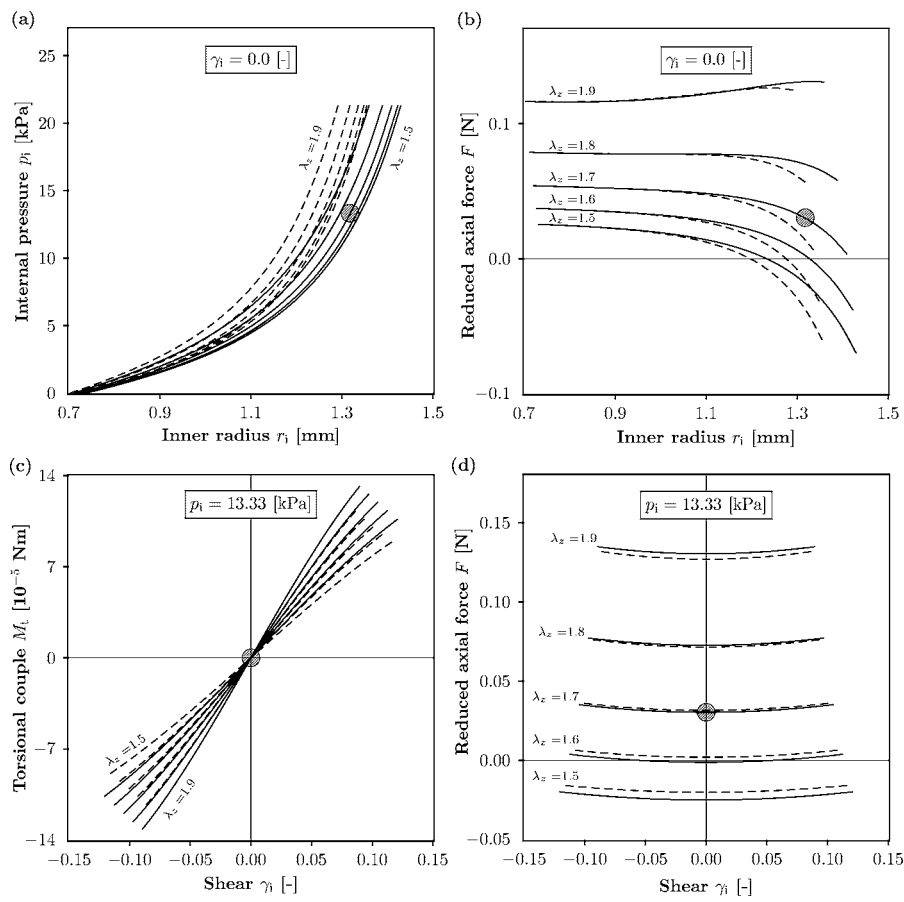 (a)
γi = 0.0 [-]
Internal pressure pi [kPa]
25
20
15
10
5
0
λz=1.9
λz=1.5
0.7
0.9
1.1
1.3
1.5
Inner radius ri [mm]
(b)
γi = 0.0 [-]
Reduced axial force F [N]
0.1
0.0
−0.1
λz=1.9
λz=1.8
λz=1.7
λz=1.6
λz=1.5
0.7
0.9
1.1
1.3
1.5
Inner radius ri [mm]
(c)
pi = 13.33 [kPa]
Torsional couple Mt [10−5 Nm]
14
7
0
−7
−14
λz=1.5
λz=1.9
−0.15
−0.10
−0.05
0.00
0.05
0.10
0.15
Shear γi [-]
(d)
pi = 13.33 [kPa]
Reduced axial force F [N]
0.15
0.10
0.05
0.00
−0.05
λz=1.9
λz=1.8
λz=1.7
λz=1.6
λz=1.5
−0.15
−0.10
−0.05
0.00
0.05
0.10
0.15
Shear γi [-]